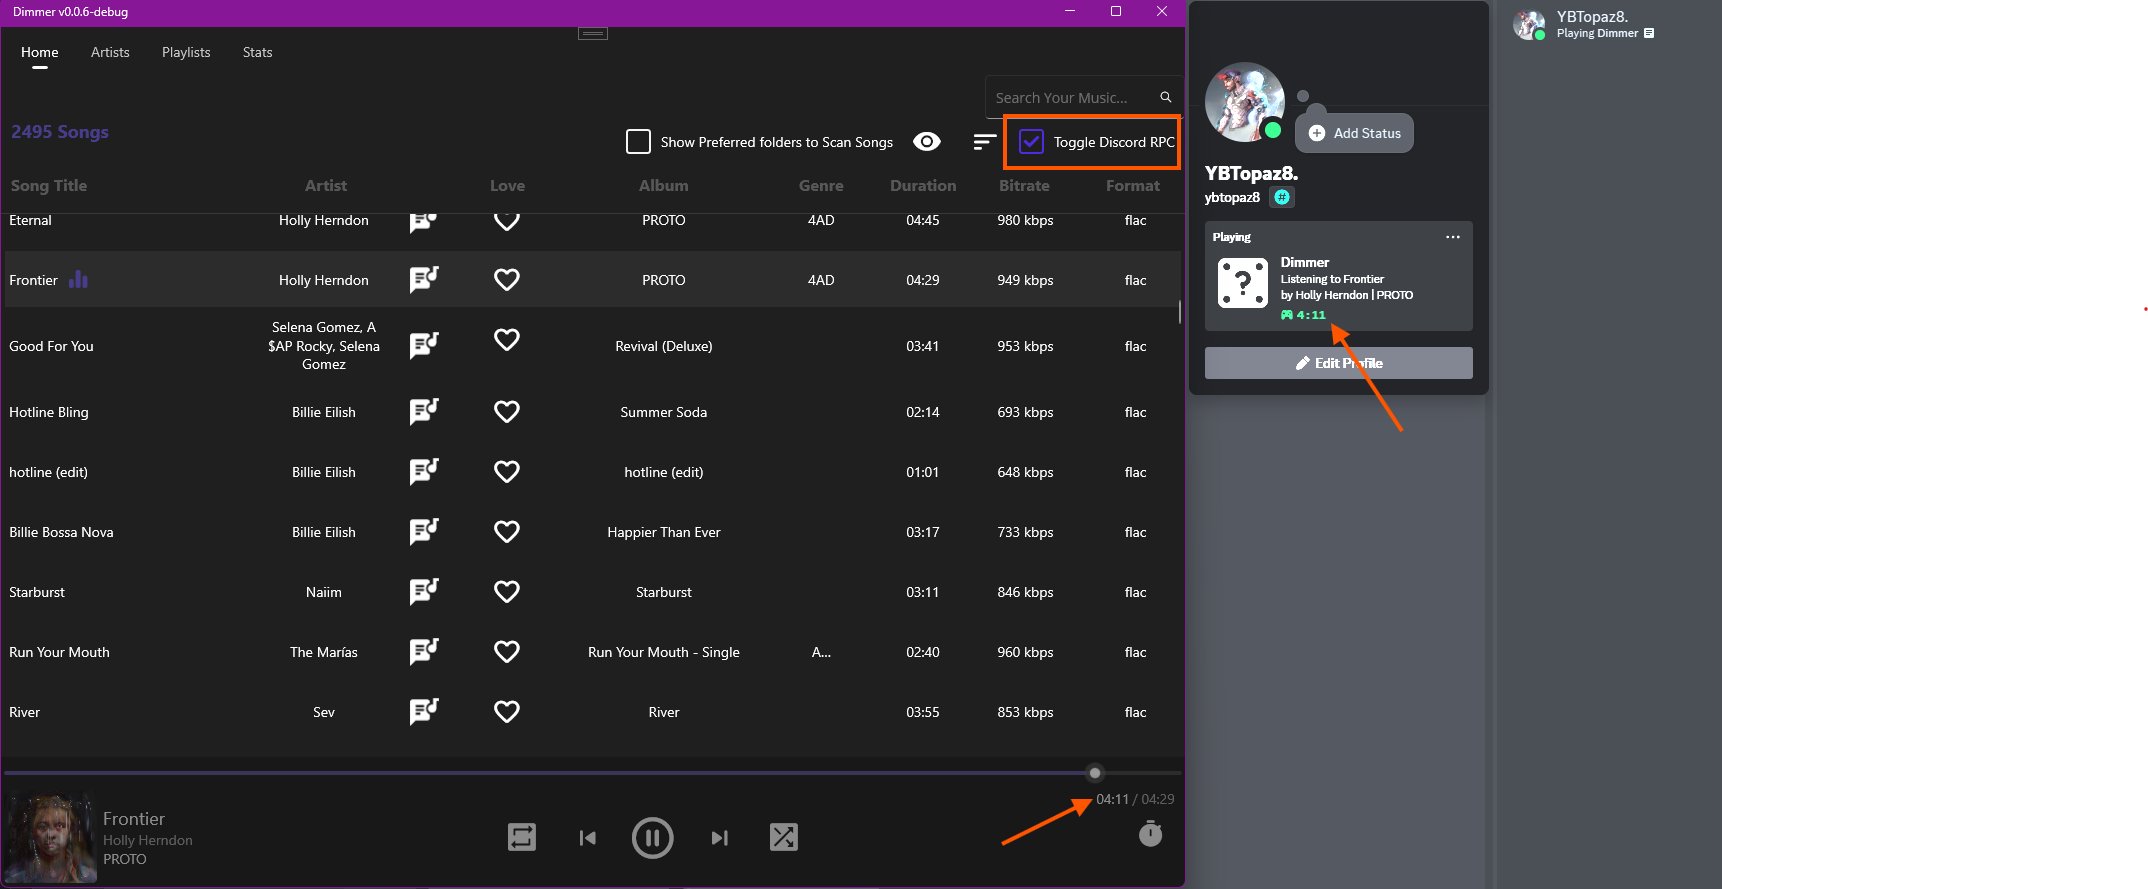 Dimmer v0.0.6-debug
Home Artists Playlists Stats
Search Your Music...
2495 Songs
Show Preferred folders to Scan Songs
Toggle Discord RPC
Song Title Artist Love Album Genre Duration Bitrate Format
Eternal Holly Herndon PROTO 4AD 04:45 980 kbps flac
Frontier Holly Herndon PROTO 4AD 04:29 949 kbps flac
Good For You Selena Gomez, A Revival (Deluxe) 03:41 953 kbps flac
$AP Rocky, Selena
Gomez
Hotline Bling Billie Eilish Summer Soda 02:14 693 kbps flac
hotline (edit) Billie Eilish hotline (edit) 01:01 648 kbps flac
Billie Bossa Nova Billie Eilish Happier Than Ever 03:17 733 kbps flac
Starburst Naiim Starburst 03:11 846 kbps flac
Run Your Mouth The Marías Run Your Mouth - Single A... 02:40 960 kbps flac
River Sev River 03:55 853 kbps flac
04:11 / 04:29
Frontier
Holly Herndon
PROTO
Add Status
YBTopaz8.
ybtopaz8 #
Playing
Dimmer
Listening to Frontier
by Holly Herndon | PROTO
4:11
Edit Profile
YBTopaz8.
Playing Dimmer